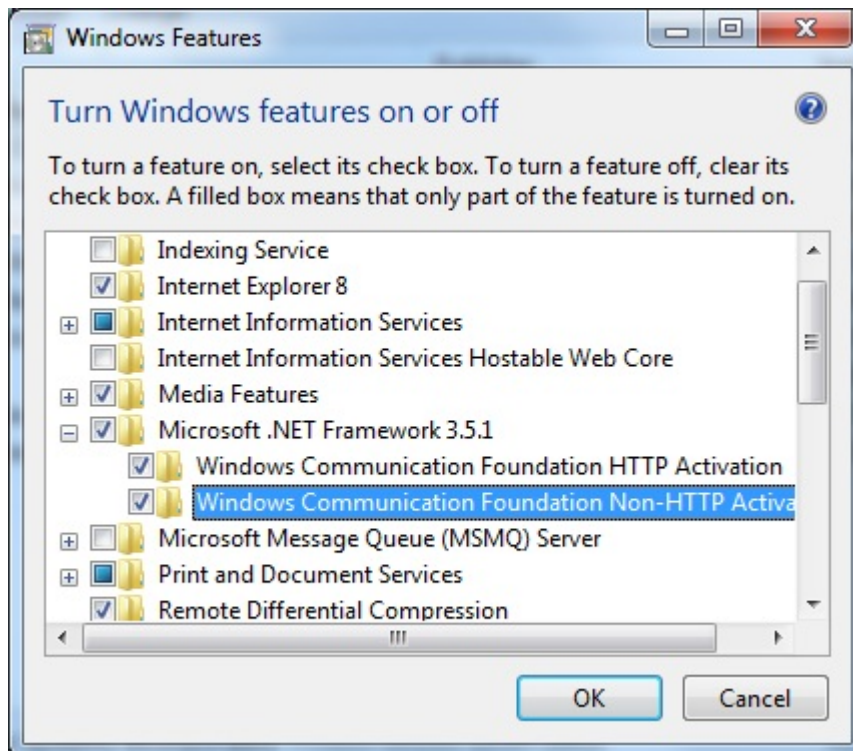 Windows Features
Turn Windows features on or off
To turn a feature on, select its check box. To turn a feature off, clear its
check box. A filled box means that only part of the feature is turned on.
Indexing Service
Internet Explorer 8
Internet Information Services
Internet Information Services Hostable Web Core
Media Features
Microsoft .NET Framework 3.5.1
Windows Communication Foundation HTTP Activation
Windows Communication Foundation Non-HTTP Activa
Microsoft Message Queue (MSMQ) Server
Print and Document Services
Remote Differential Compression
OK Cancel